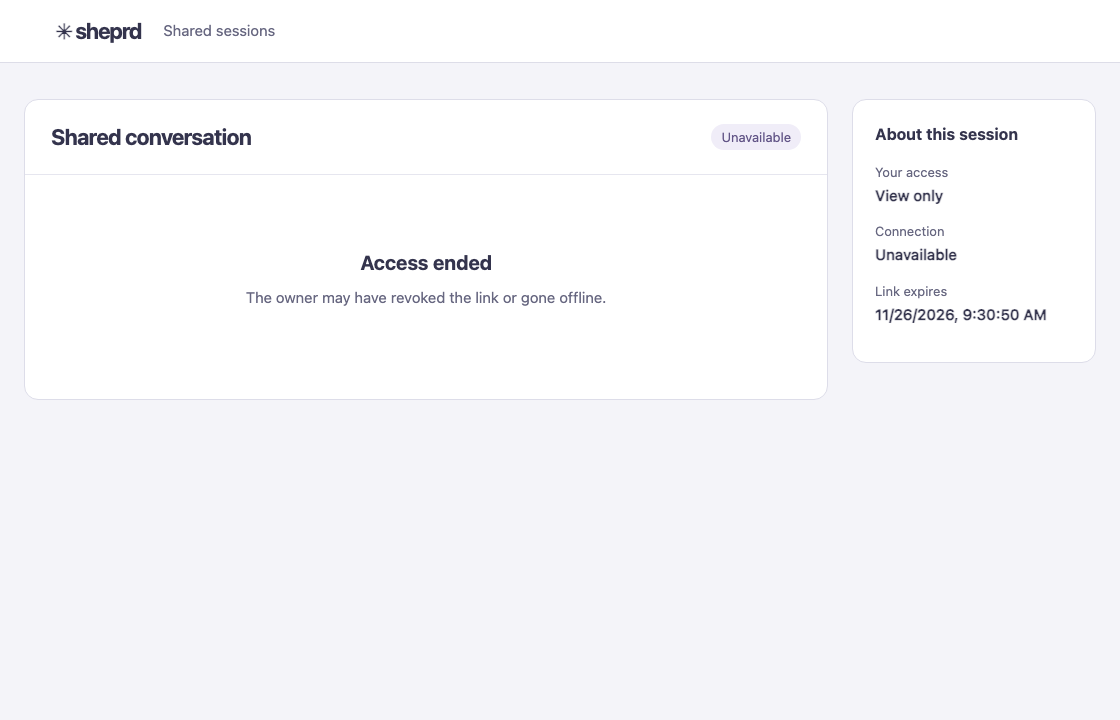 sheprd
Shared sessions
Shared conversation
Unavailable
Access ended
The owner may have revoked the link or gone offline.
About this session
Your access
View only
Connection
Unavailable
Link expires
11/26/2026, 9:30:50 AM